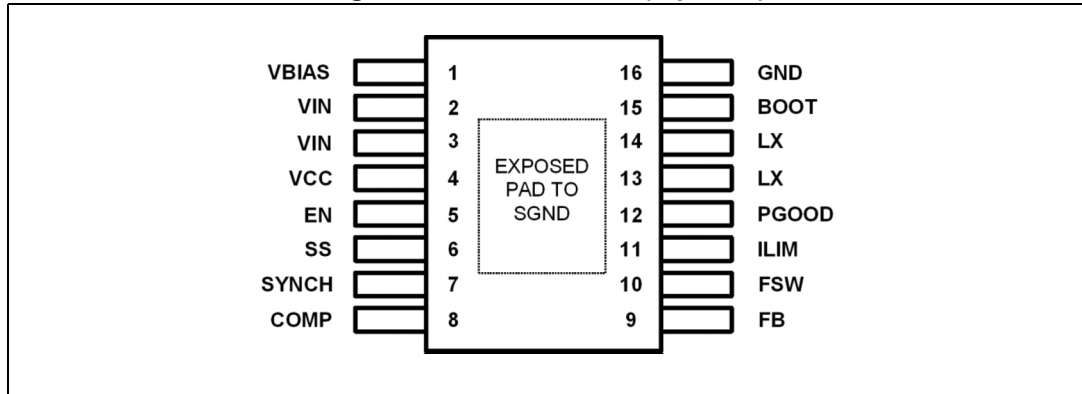 VBIAS 1 16 GND
VIN 2 15 BOOT
VIN 3 14 LX
VCC 4 13 LX
EN 5 12 PGOOD
SS 6 11 ILIM
SYNCH 7 10 FSW
COMP 8 9 FB
EXPOSED
PAD TO
SGND